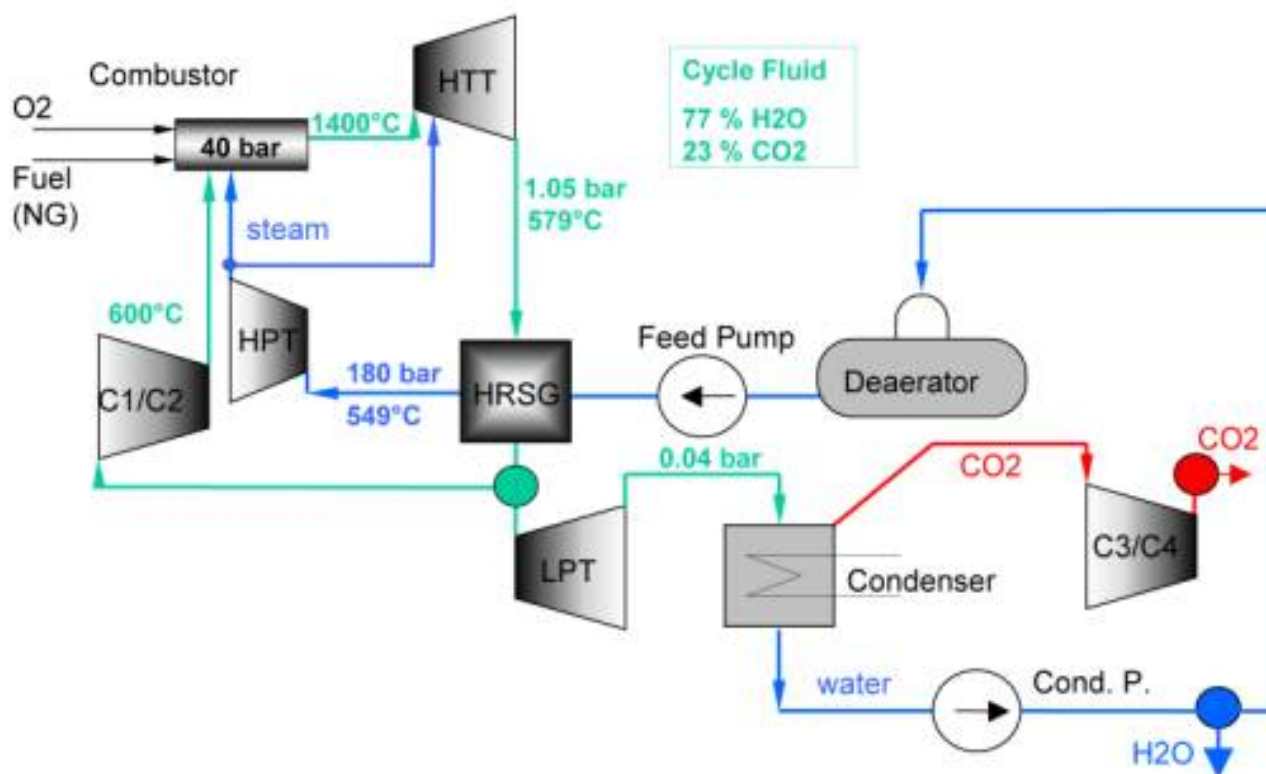 HTT
Cycle Fluid
77 % H2O
23 % CO2
Combustor
O2
1400°C
40 bar
Fuel
(NG)
1.05 bar
579°C
steam
600°C
HPT
C1/C2
180 bar
549°C
HRSG
Feed Pump
Deaerator
0.04 bar
CO2
CO2
LPT
Condenser
C3/C4
water
Cond. P.
H2O